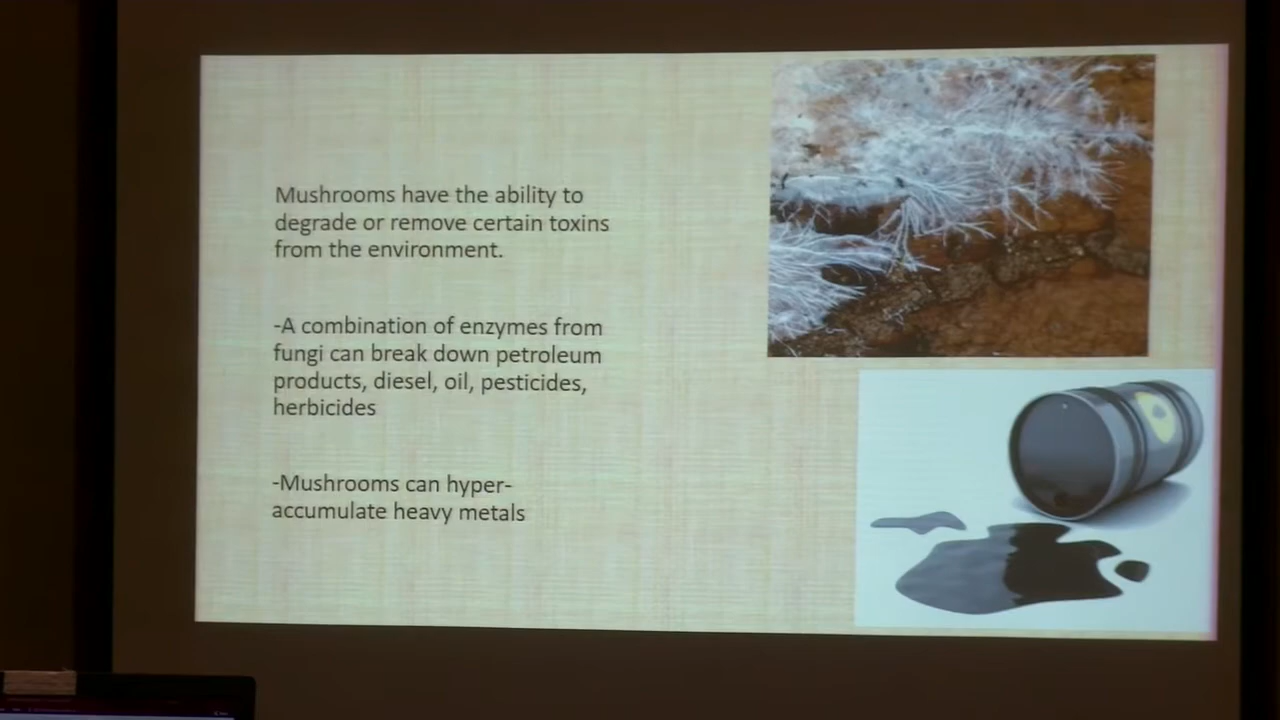 Mushrooms have the ability to
degrade or remove certain toxins
from the environment.
-A combination of enzymes from
fungi can break down petroleum
products, diesel, oil, pesticides,
herbicides
-Mushrooms can hyper-
accumulate heavy metals